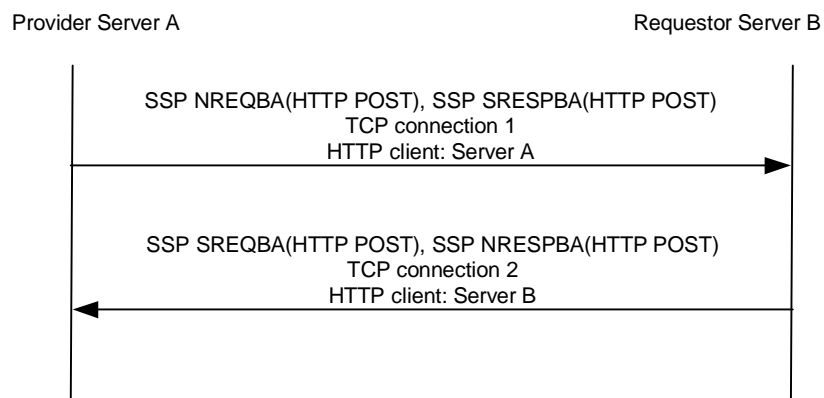 Provider Server A
Requestor Server B
SSP NREQBA(HTTP POST), SSP SRESPBA(HTTP POST)
TCP connection 1
HTTP client: Server A
SSP SREQBA(HTTP POST), SSP NRESPBA(HTTP POST)
TCP connection 2
HTTP client: Server B